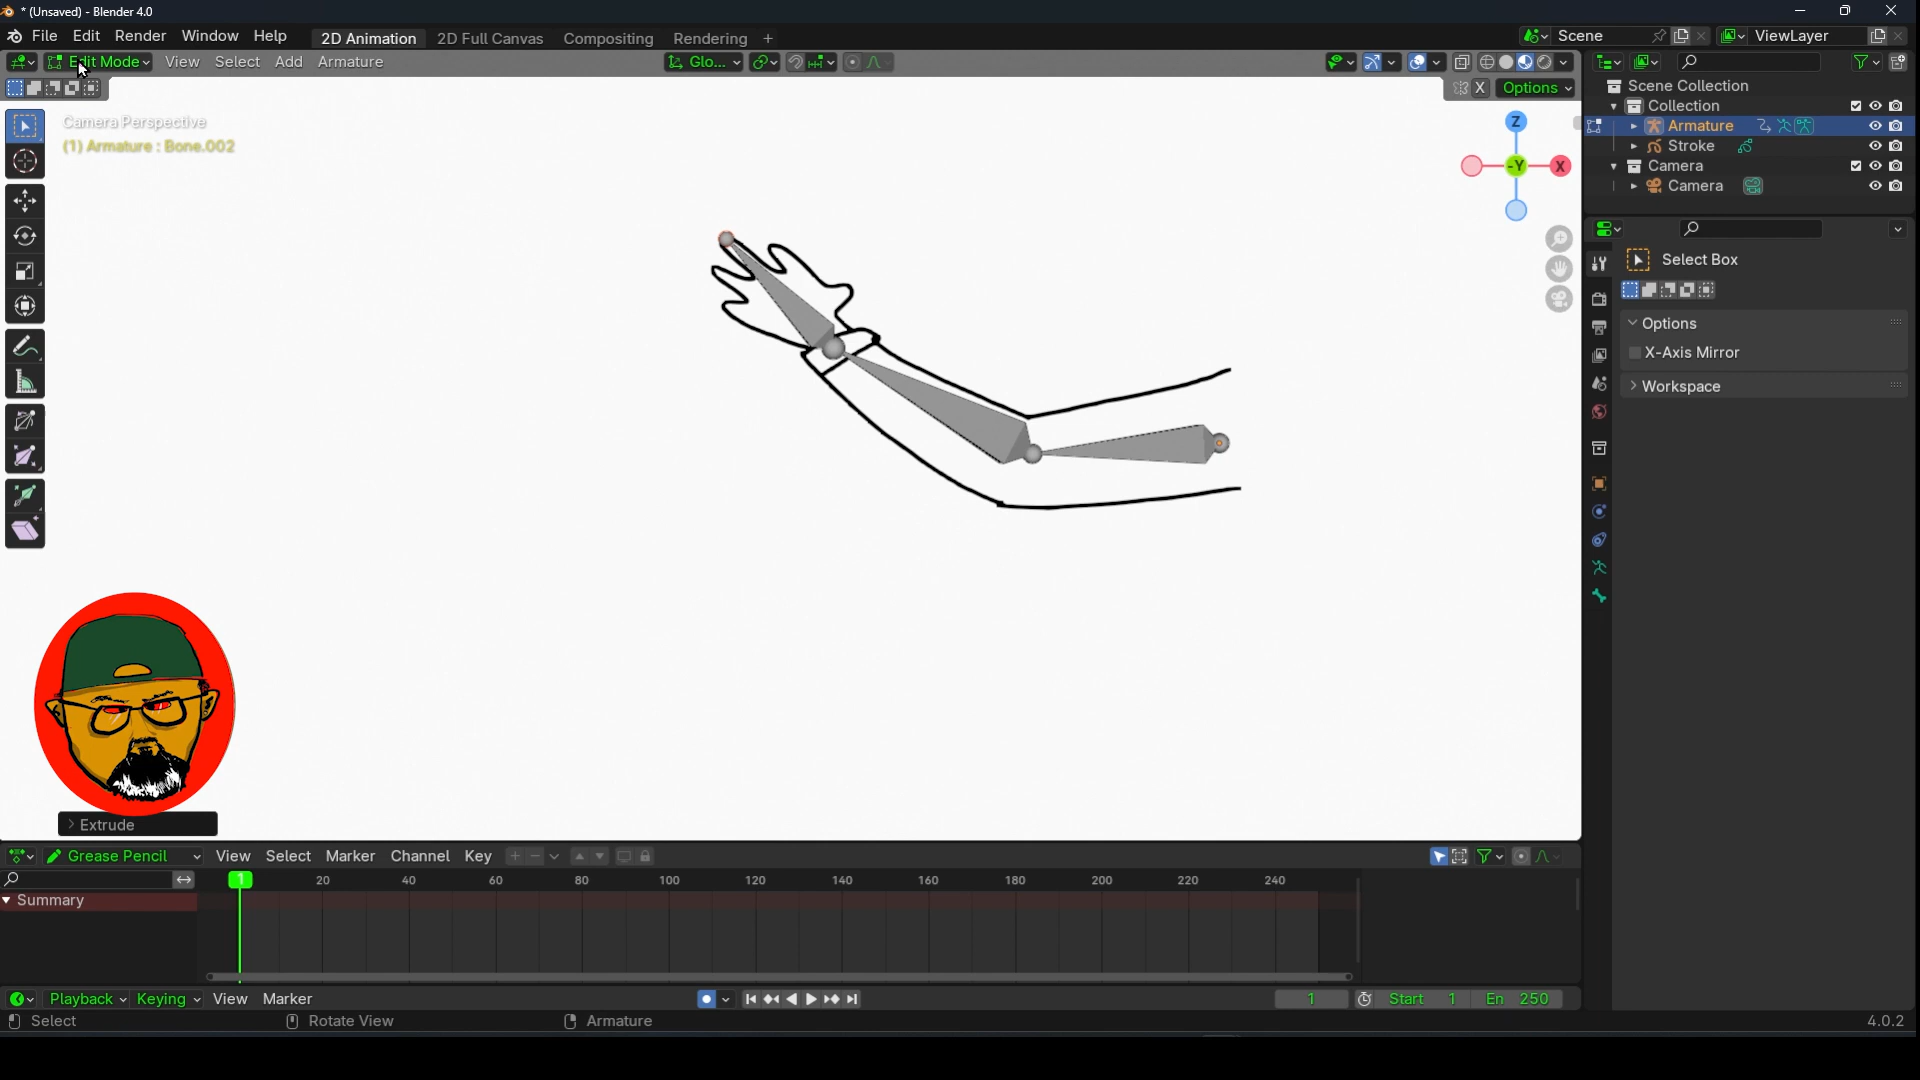 * (Unsaved) - Blender 4.0
File Edit Render Window Help 2D Animation 2D Full Canvas Compositing Rendering + Scene ViewLayer
Edit Mode View Select Add Armature Glo...
X Options
Scene Collection
Collection
Armature
Stroke
Camera
Camera
Camera Perspective
(1) Armature : Bone.002
Z
-Y X
Select Box
Options
X-Axis Mirror
Workspace
Extrude
Grease Pencil View Select Marker Channel Key
1 20 40 60 80 100 120 140 160 180 200 220 240
Summary
Playback Keying View Marker 1 Start 1 En 250
Select Rotate View Armature 4.0.2